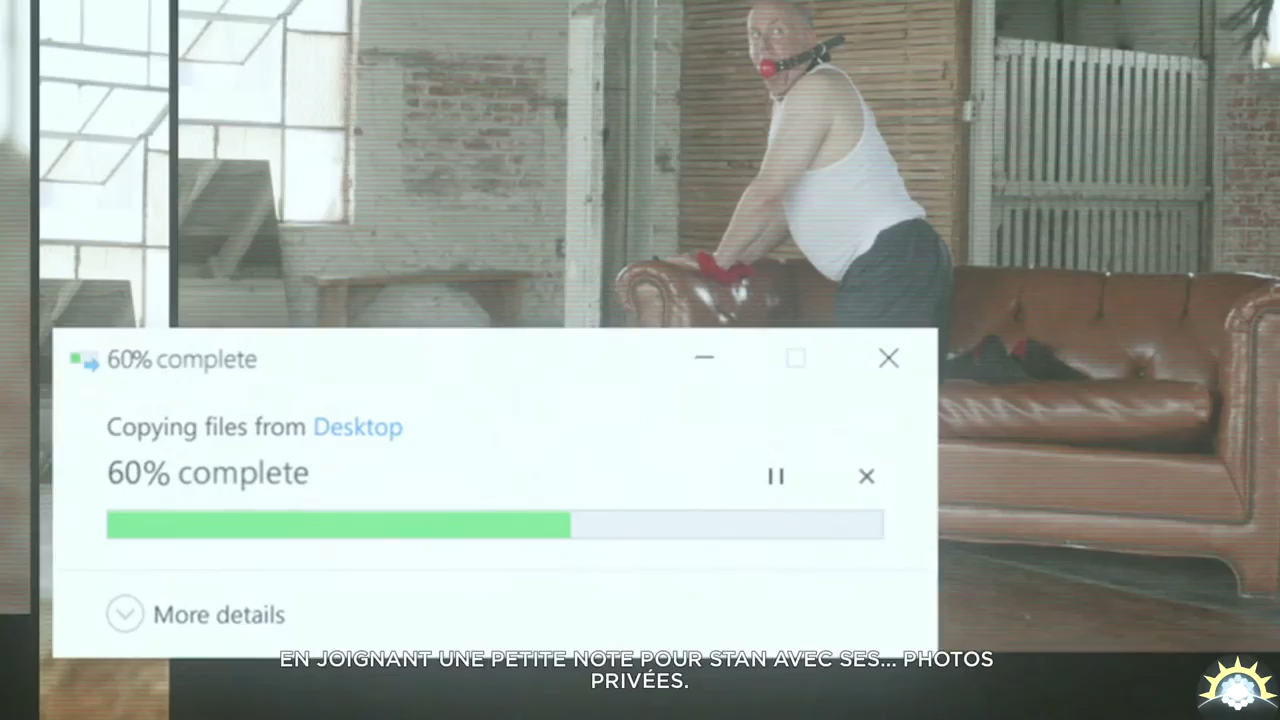 60% complete
Copying files from Desktop
60% complete
More details
EN JOIGNANT UNE PETITE NOTE POUR STAN AVEC SES... PHOTOS
PRIVÉES.